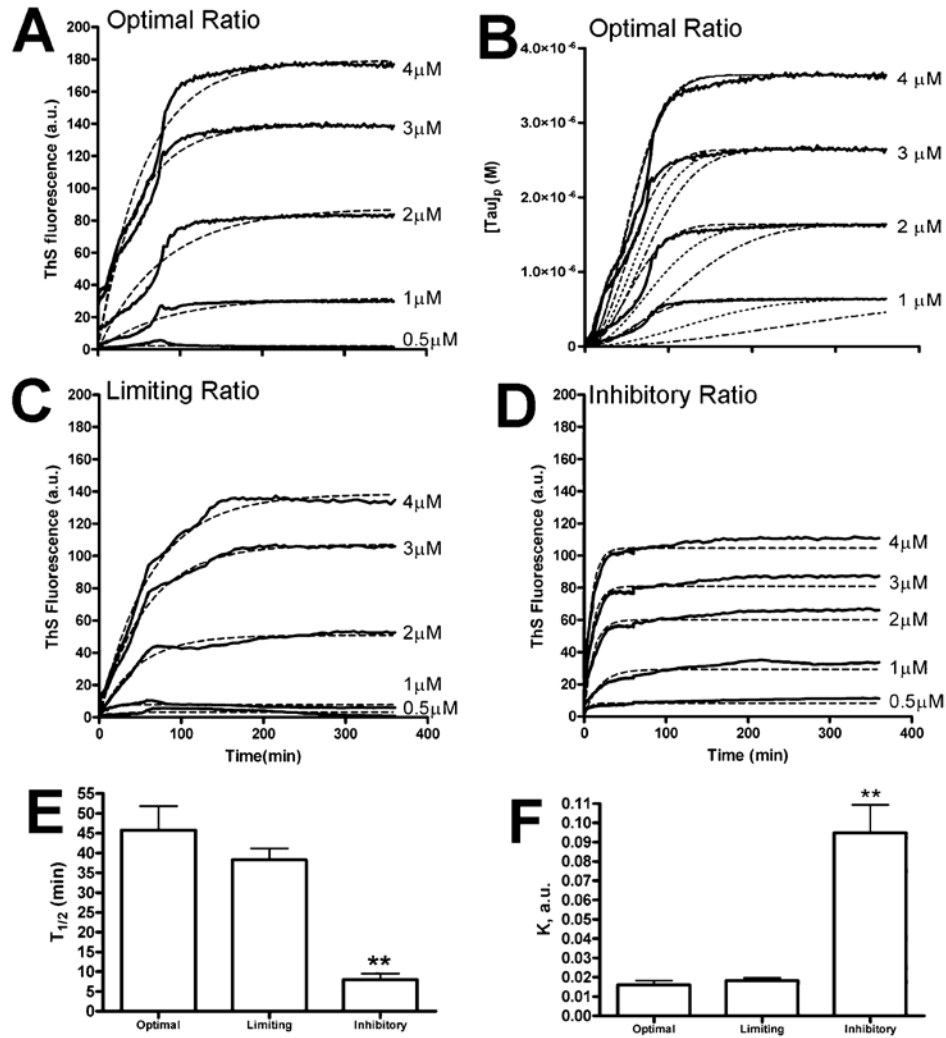 A Optimal Ratio
ThS fluorescence (a.u.)
200
180
160
140
120
100
80
60
40
20
0
4µM
3µM
2µM
1µM
0.5µM
B Optimal Ratio
[Tau]p (M)
4.0×10-6
3.0×10-6
2.0×10-6
1.0×10-6
0
4 µM
3 µM
2 µM
1 µM
C Limiting Ratio
ThS Fluorescence (a.u.)
200
180
160
140
120
100
80
60
40
20
0
4µM
3µM
2µM
1µM
0.5µM
0 100 200 300 400
Time(min)
D Inhibitory Ratio
ThS Fluorescence (a.u.)
200
180
160
140
120
100
80
60
40
20
0
4µM
3µM
2µM
1µM
0.5µM
0 100 200 300 400
Time (min)
E
T1/2 (min)
55
50
45
40
35
30
25
20
15
10
5
0
**
Optimal Limiting Inhibitory
F
K, a.u.
0.11
0.10
0.09
0.08
0.07
0.06
0.05
0.04
0.03
0.02
0.01
0.00
**
Optimal Limiting Inhibitory